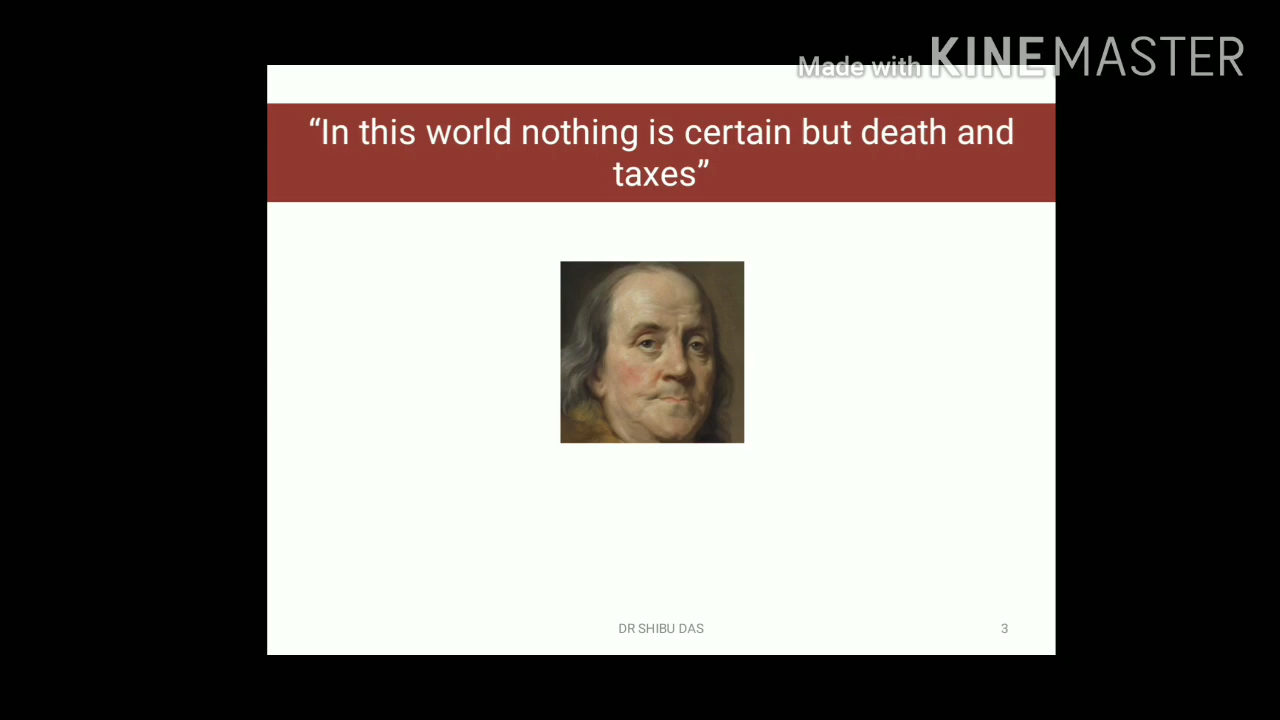 Made with KINEMASTER
“In this world nothing is certain but death and
taxes”
DR SHIBU DAS
3